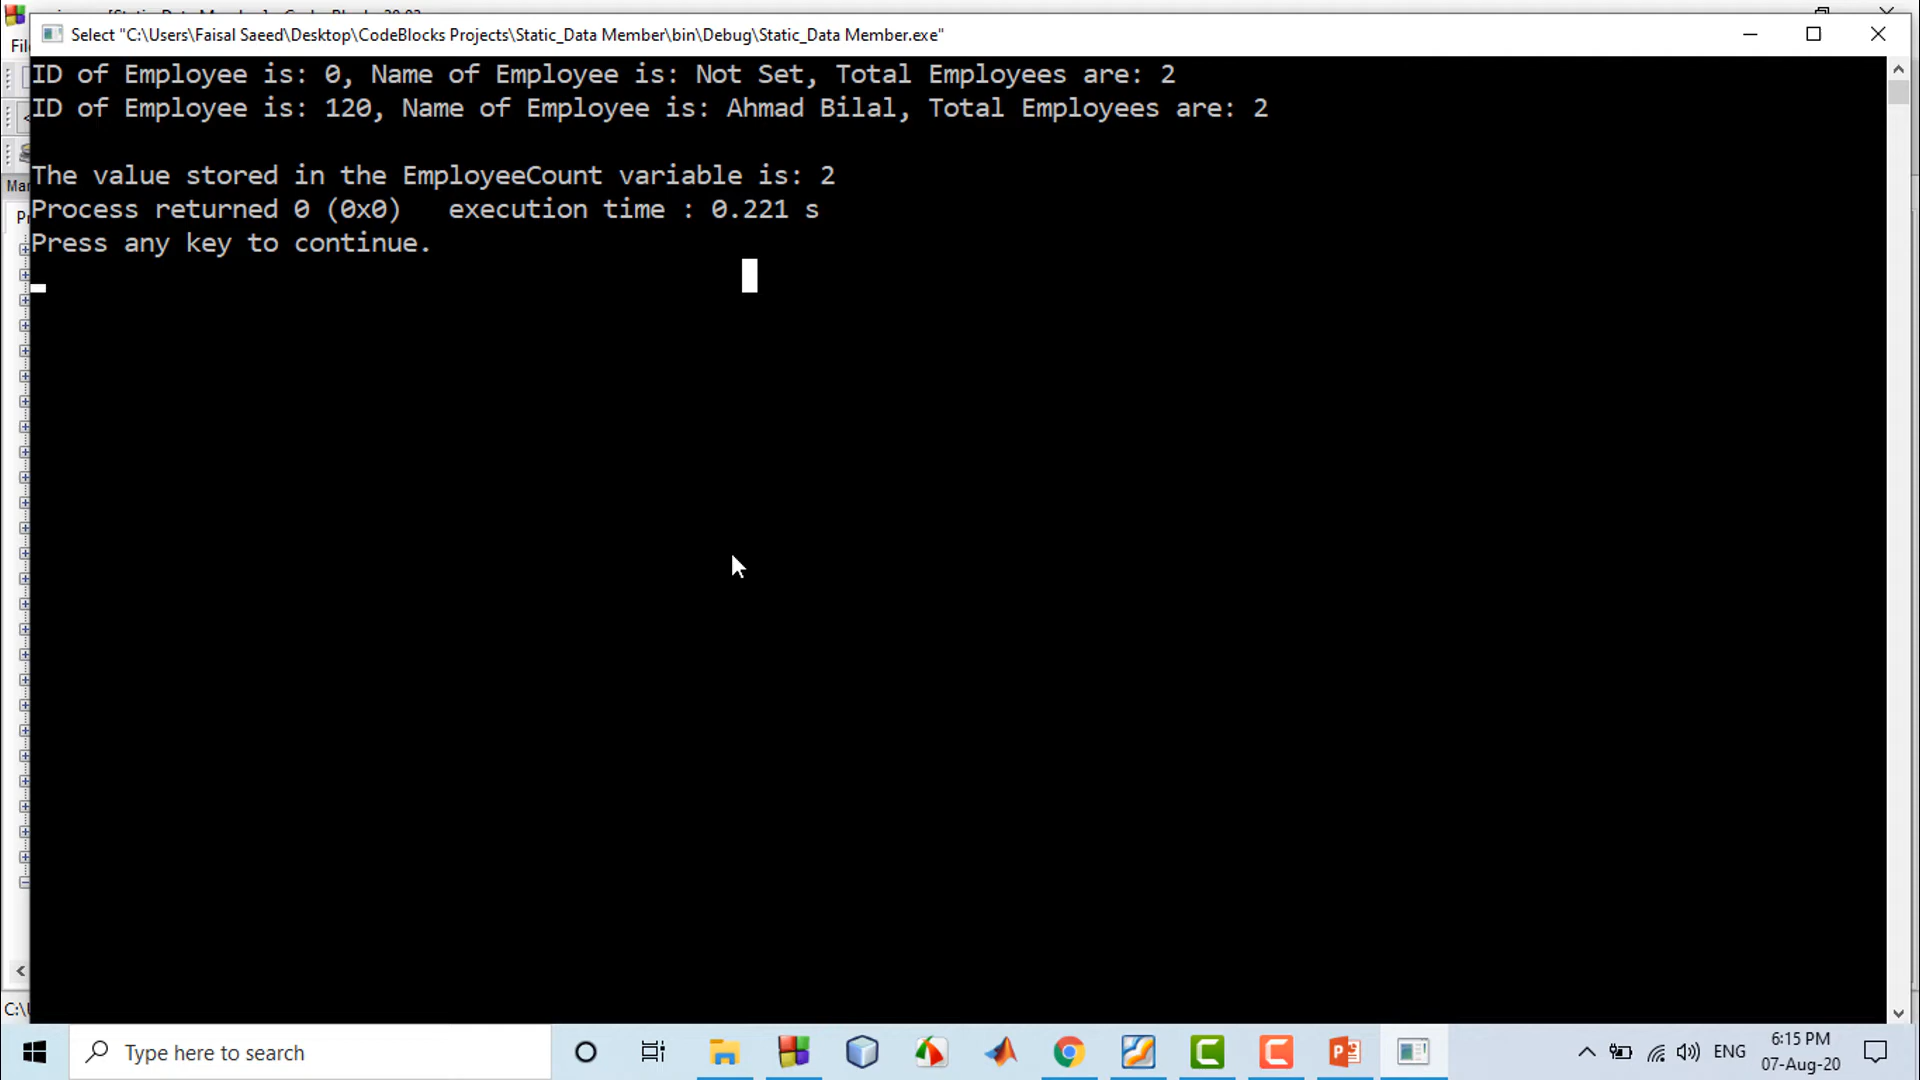 Select "C:\Users\Faisal Saeed\Desktop\CodeBlocks Projects\Static_Data Member\bin\Debug\Static_Data Member.exe"
ID of Employee is: 0, Name of Employee is: Not Set, Total Employees are: 2
ID of Employee is: 120, Name of Employee is: Ahmad Bilal, Total Employees are: 2
The value stored in the EmployeeCount variable is: 2
Process returned 0 (0x0)   execution time : 0.221 s
Press any key to continue.
Type here to search
ENG
6:15 PM
07-Aug-20